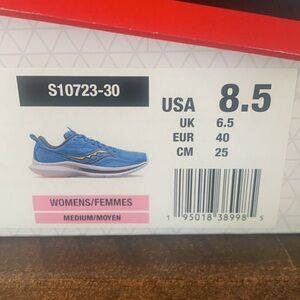 S10723-30
USA 8.5
UK 6.5
EUR 40
CM 25
WOMENS/FEMMES
MEDIUM/MOYEN
1 95018 38998 5